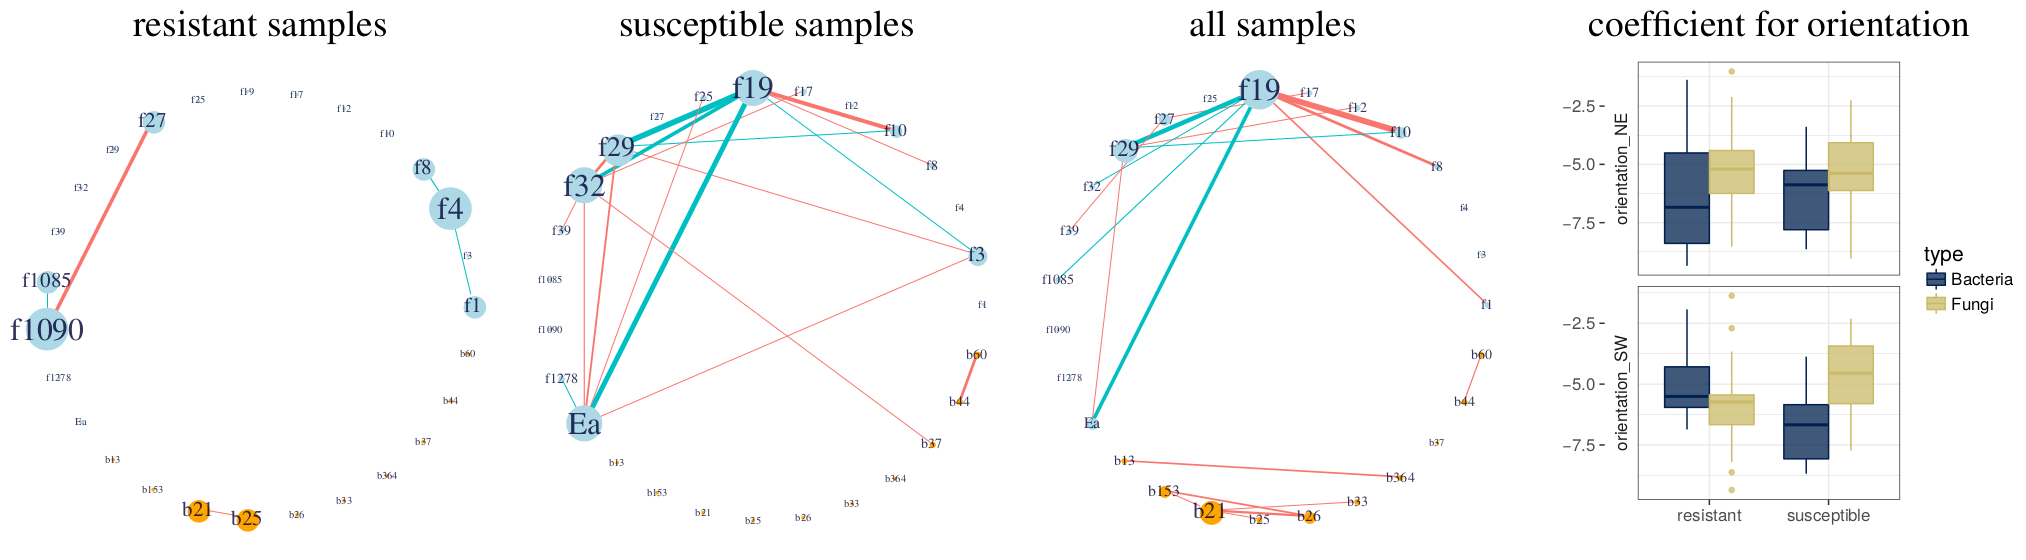 resistant samples
susceptible samples
all samples
coefficient for orientation
f25
f19
f17
f12
f27
f10
f29
f8
f32
f4
f39
f3
f1085
f1
f1090
b60
f1278
b44
Ea
b37
b13
b364
b153
b33
b21
b25
b26
f19
f25
f17
f12
f27
f10
f29
f8
f32
f4
f39
f3
f1085
f1
f1090
b60
f1278
b44
Ea
b37
b13
b364
b153
b33
b21
b25
b26
f19
f25
f17
f12
f27
f10
f29
f8
f32
f4
f39
f3
f1085
f1
f1090
b60
f1278
b44
Ea
b37
b13
b364
b153
b33
b21
b25
b26
orientation_NE
−2.5
−5.0
−7.5
orientation_SW
−2.5
−5.0
−7.5
resistant
susceptible
type
Bacteria
Fungi